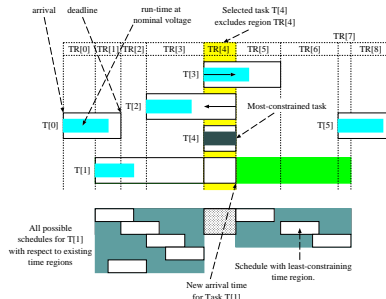 arrival
deadline
run-time at
nominal voltage
Selected task T[4]
excludes region TR[4]
TR[7]
TR[0] TR[1] TR[2] TR[3] TR[4] TR[5] TR[6] TR[8]
T[3]
T[2]
Most-constrained task
T[0]
T[4]
T[5]
T[1]
All possible
schedules for T[1]
with respect to existing
time regions
Schedule with least-constraining
time region.
New arrival time
for Task T[1]